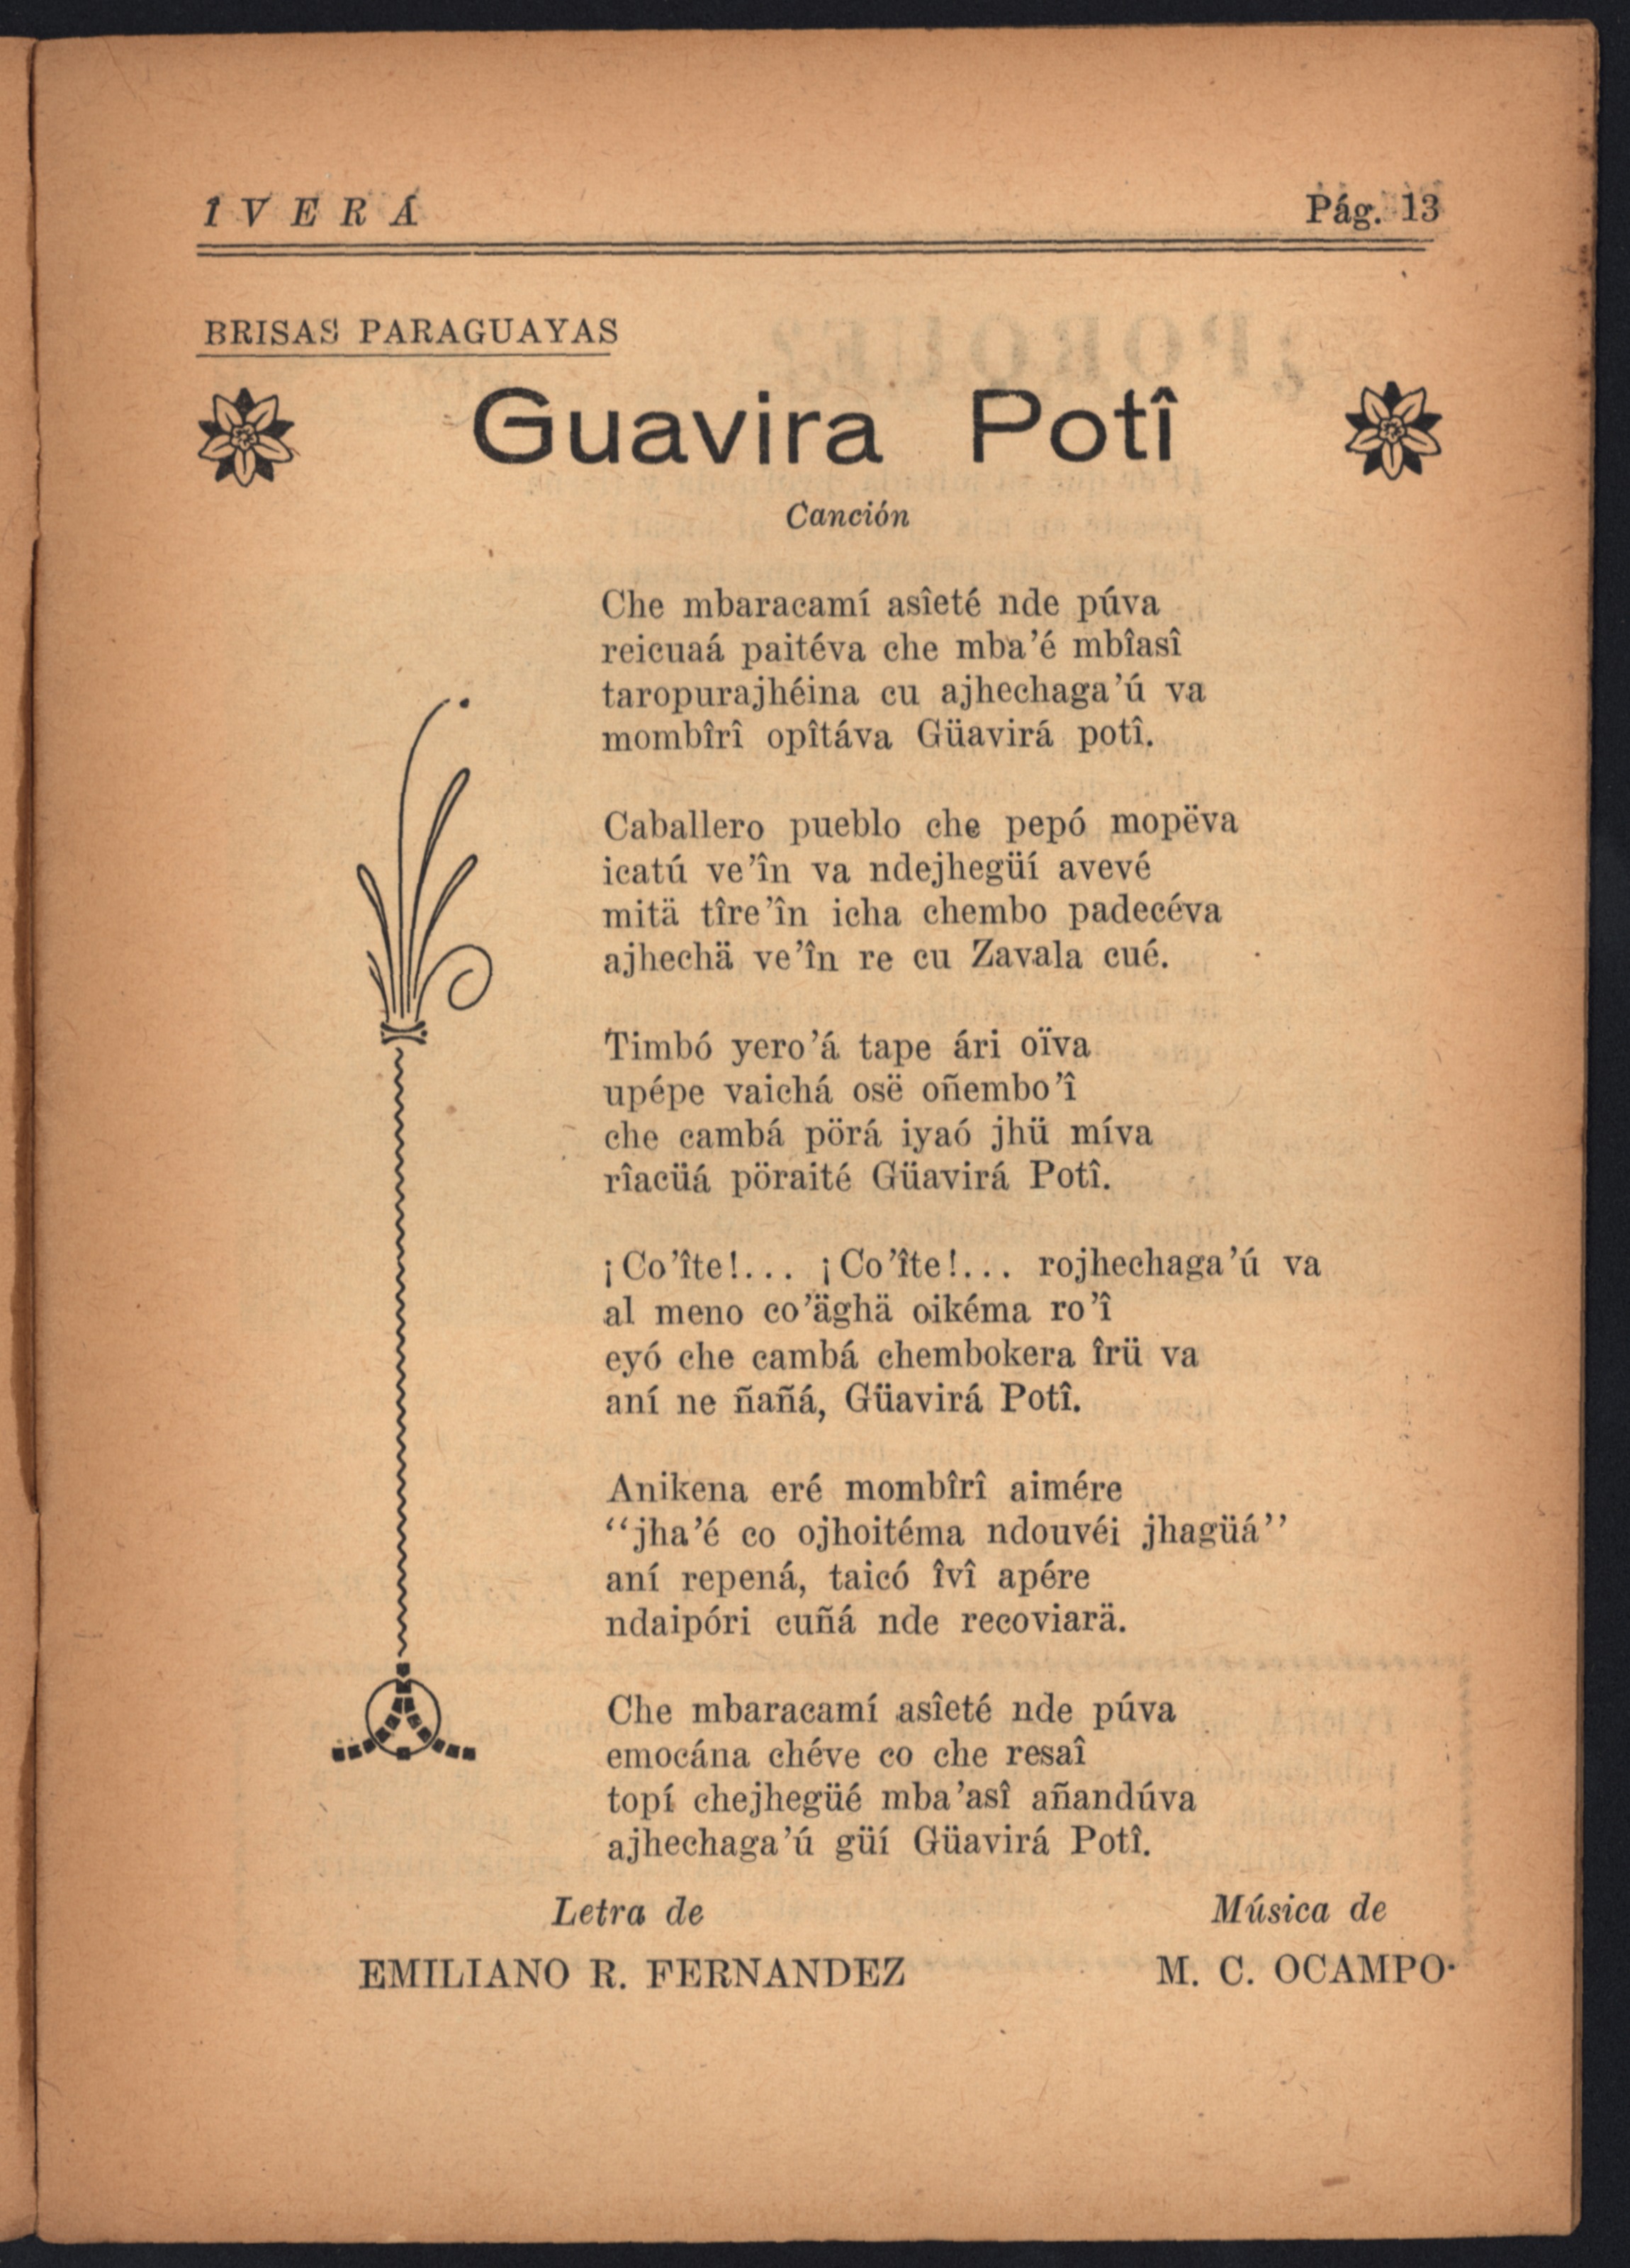 Î V E R Á
Pág. 13
BRISAS PARAGUAYAS
Guavira Potî
Canción
Che mbaracamí asîeté nde púva
reicuaá paitéva che mba’é mbîasî
taropurajhéina cu ajhechaga’ú va
mombîrî opîtáva Güavirá potî.
Caballero pueblo che pepó mopëva
icatú ve’în va ndejhegüí avevé
mitä tîre’în icha chembo padecéva
ajhechä ve’în re cu Zavala cué.
Timbó yero’á tape ári oïva
upépe vaichá osë oñembo’î
che cambá pörá iyaó jhü míva
rîacüá pöraité Güavirá Potî.
¡Co’îte!... ¡Co’îte!... rojhechaga’ú va
al meno co’äghä oikéma ro’î
eyó che cambá chembokera îrü va
aní ne ñañá, Güavirá Potî.
Anikena eré mombîrî aimére
“jha’é co ojhoitéma ndouvéi jhagüá”
aní repená, taicó îvî apére
ndaipóri cuñá nde recoviarä.
Che mbaracamí asîeté nde púva
emocána chéve co che resaî
topí chejhegüé mba’asî añandúva
ajhechaga’ú güí Güavirá Potî.
Letra de
Música de
EMILIANO R. FERNANDEZ
M. C. OCAMPO·